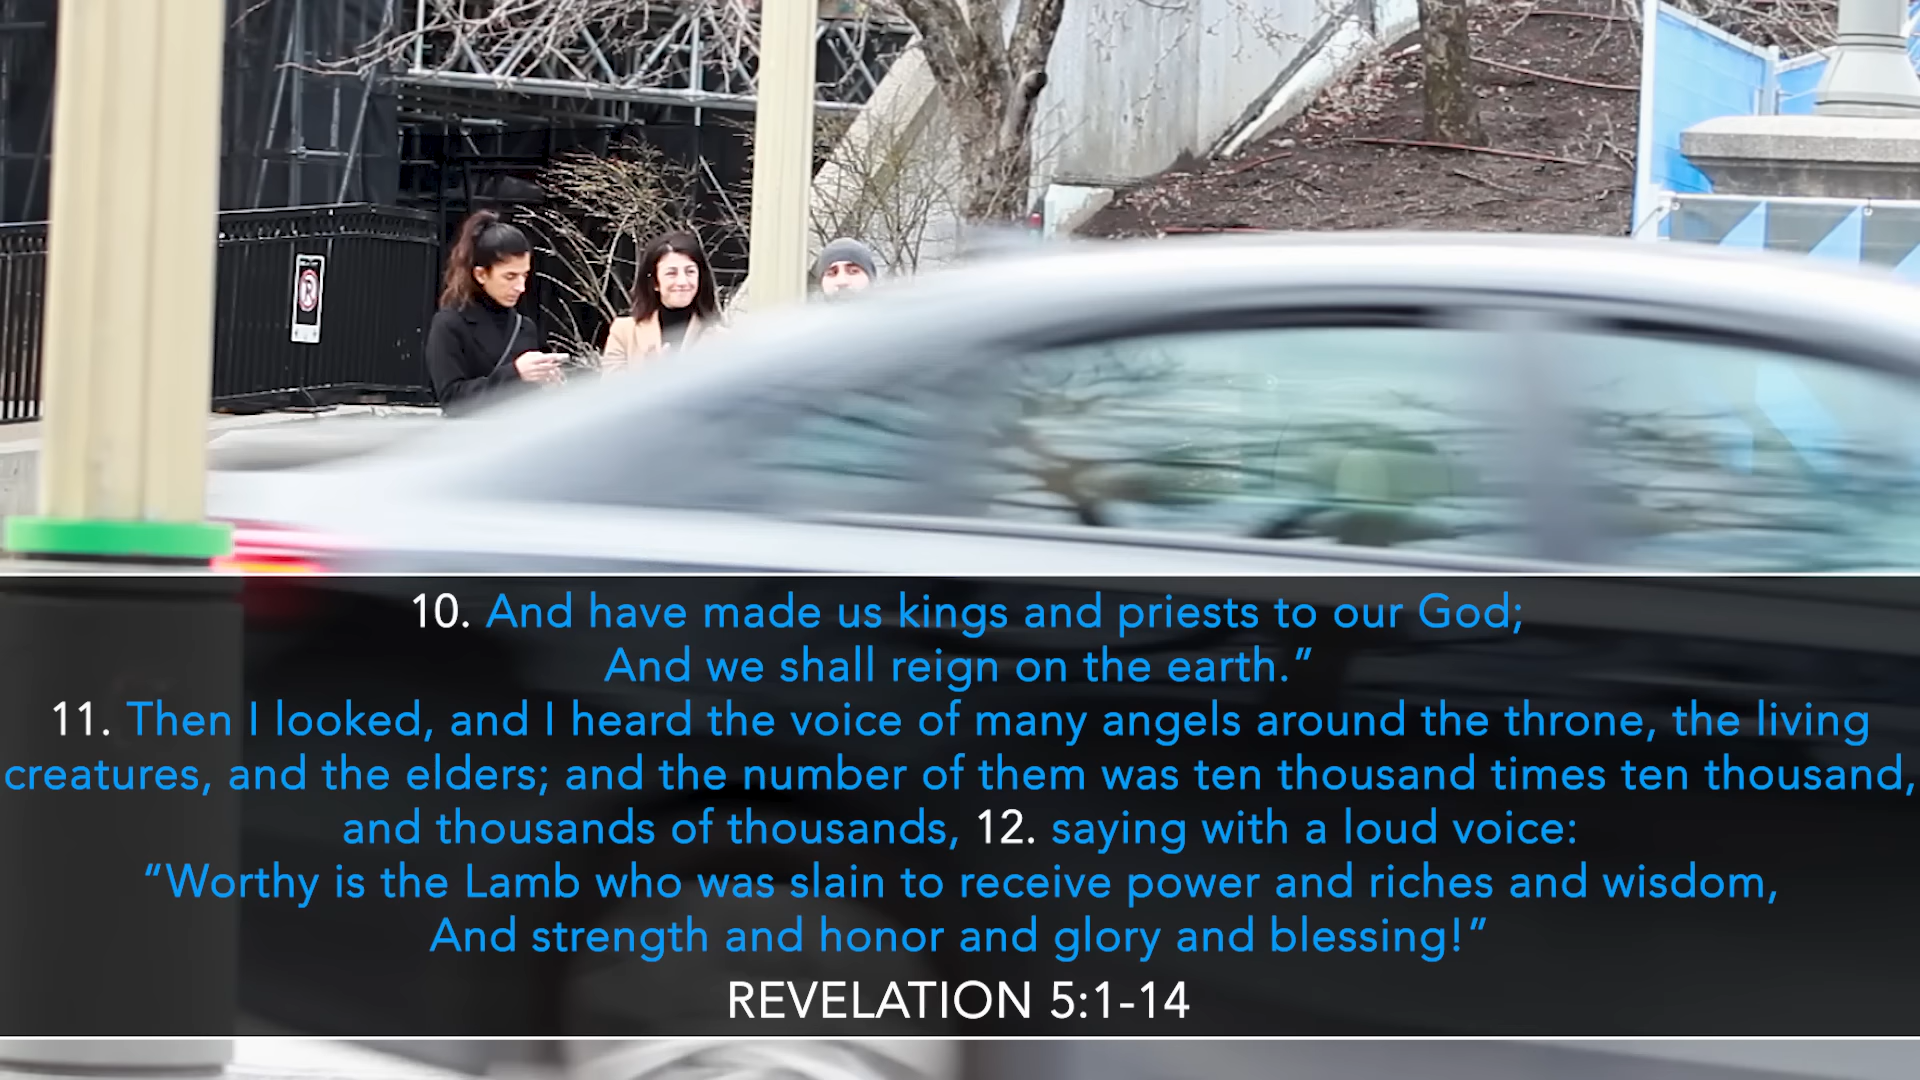 10. And have made us kings and priests to our God;
And we shall reign on the earth.”
11. Then I looked, and I heard the voice of many angels around the throne, the living
creatures, and the elders; and the number of them was ten thousand times ten thousand,
and thousands of thousands, 12. saying with a loud voice:
“Worthy is the Lamb who was slain to receive power and riches and wisdom,
And strength and honor and glory and blessing!”
REVELATION 5:1-14